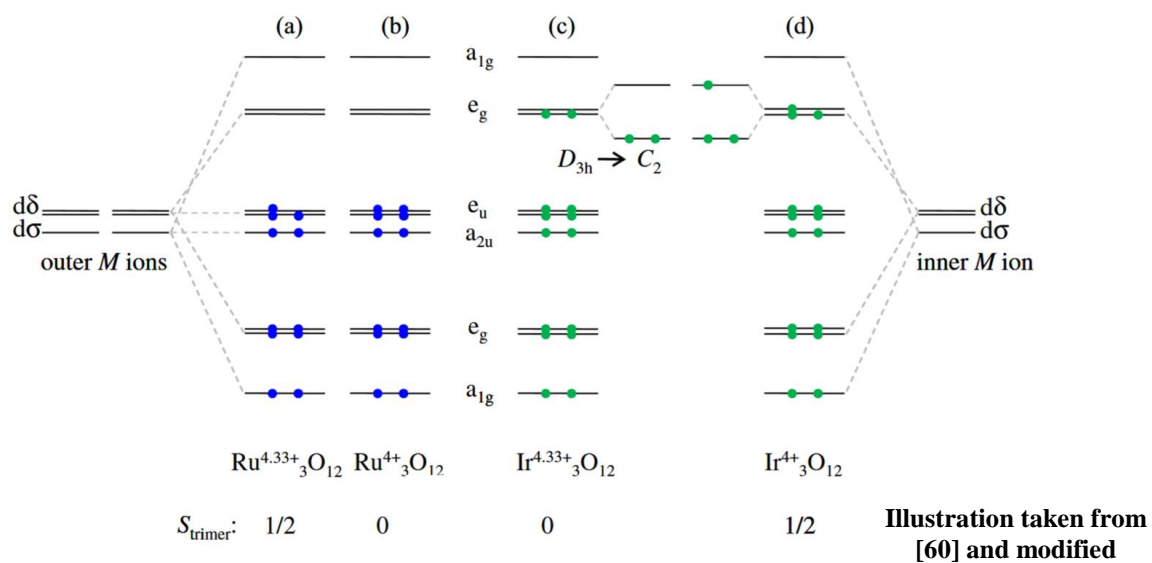 (a) (b) (c) (d)
a1g
eg
D3h → C2
dδ
dσ
outer M ions
eu
a2u
dδ
dσ
inner M ion
eg
a1g
Ru4.33+3O12 Ru4+3O12 Ir4.33+3O12 Ir4+3O12
Strimer: 1/2 0 0 1/2
Illustration taken from
[60] and modified